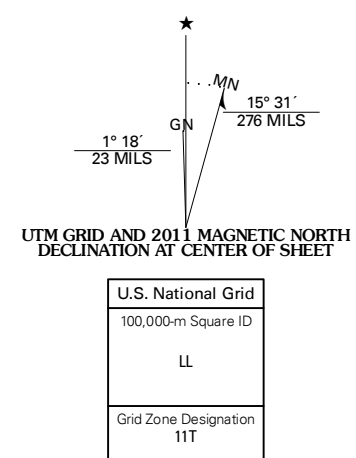 ★
MN
GN
15° 31´
276 MILS
1° 18´
23 MILS
UTM GRID AND 2011 MAGNETIC NORTH
DECLINATION AT CENTER OF SHEET
U.S. National Grid
100,000-m Square ID
LL
Grid Zone Designation
11T